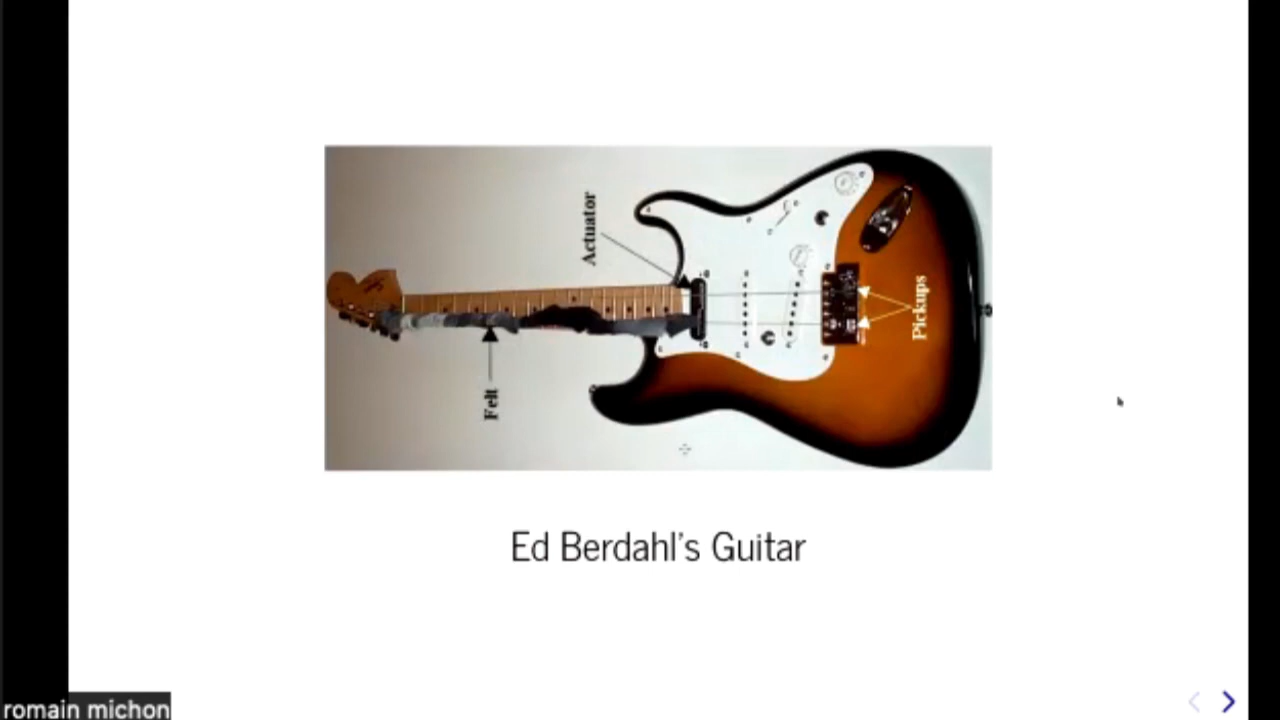 Actuator
Felt
Pickups
Ed Berdahl's Guitar
romain michon